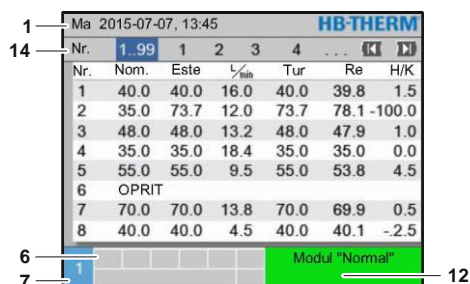 1 Ma 2015-07-07, 13:45 HB-THERM
14 Nr. 1..99 1 2 3 4 ...
Nr. Nom. Este L/min Tur Re H/K
1 40.0 40.0 16.0 40.0 39.8 1.5
2 35.0 73.7 12.0 73.7 78.1 -100.0
3 48.0 48.0 13.2 48.0 47.9 1.0
4 35.0 35.0 18.4 35.0 35.0 0.0
5 55.0 55.0 9.5 55.0 53.8 4.5
6 OPRIT
7 70.0 70.0 13.8 70.0 69.9 0.5
8 40.0 40.0 4.5 40.0 40.1 -.2.5
6 Modul "Normal"
7 1 12